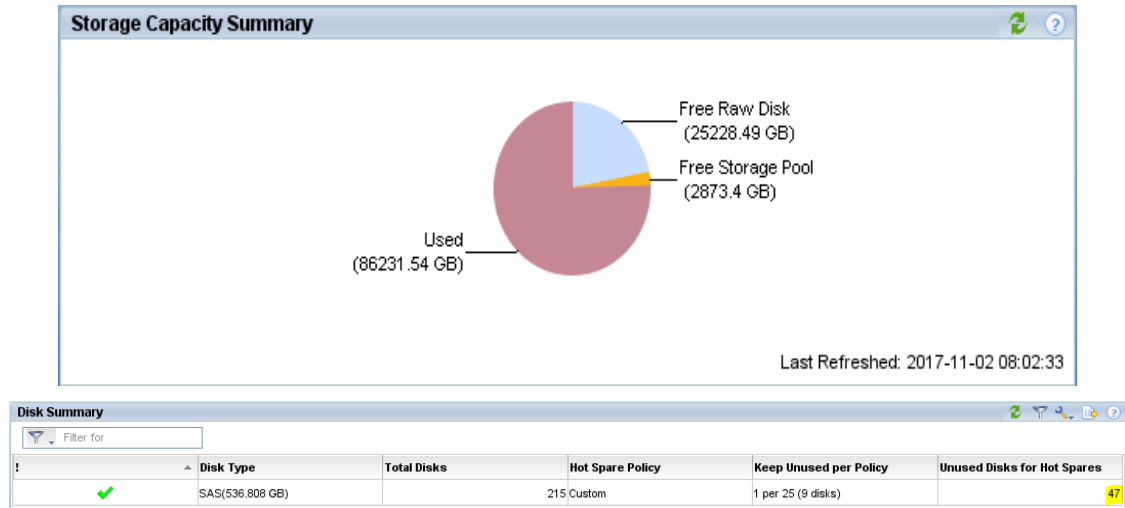 Storage Capacity Summary
Free Raw Disk
(25228.49 GB)
Free Storage Pool
(2873.4 GB)
Used
(86231.54 GB)
Last Refreshed: 2017-11-02 08:02:33
Disk Summary
Filter for
! Disk Type Total Disks Hot Spare Policy Keep Unused per Policy Unused Disks for Hot Spares
SAS(536.808 GB) 215 Custom 1 per 25 (9 disks) 47